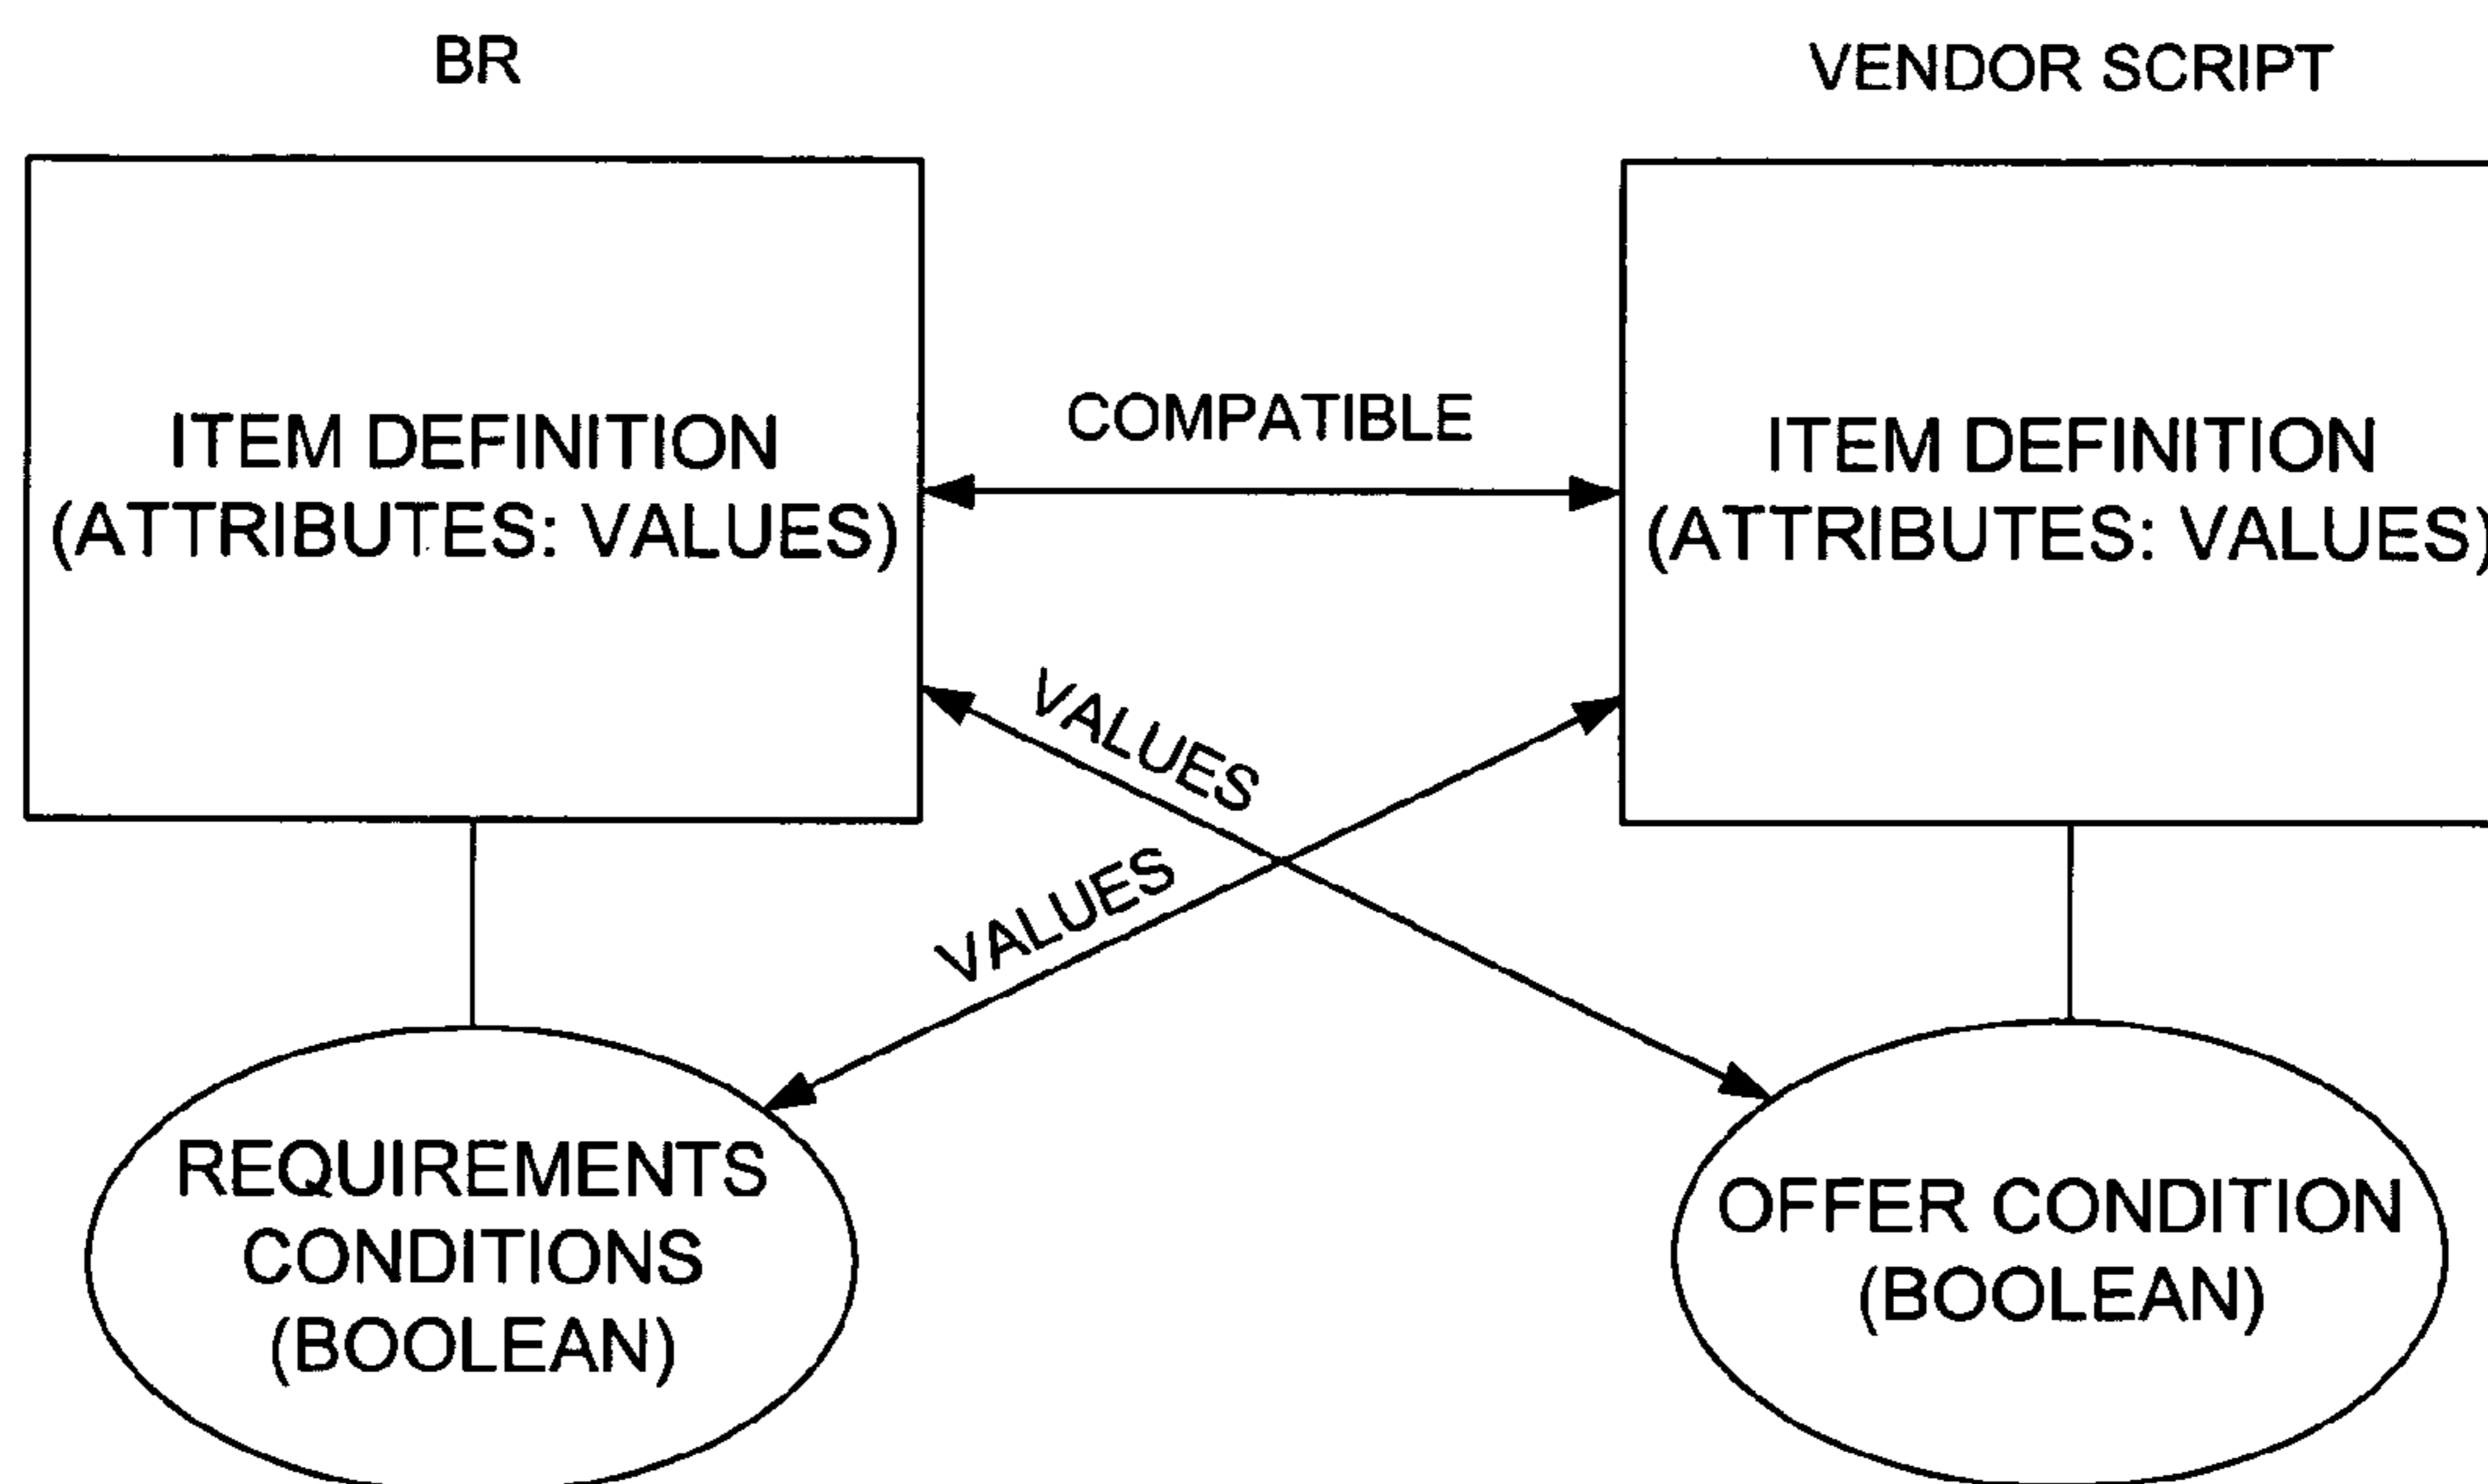 BR
VENDOR SCRIPT
ITEM DEFINITION
(ATTRIBUTES: VALUES)
COMPATIBLE
ITEM DEFINITION
(ATTRIBUTES: VALUES)
VALUES
VALUES
REQUIREMENTS
CONDITIONS
(BOOLEAN)
OFFER CONDITION
(BOOLEAN)